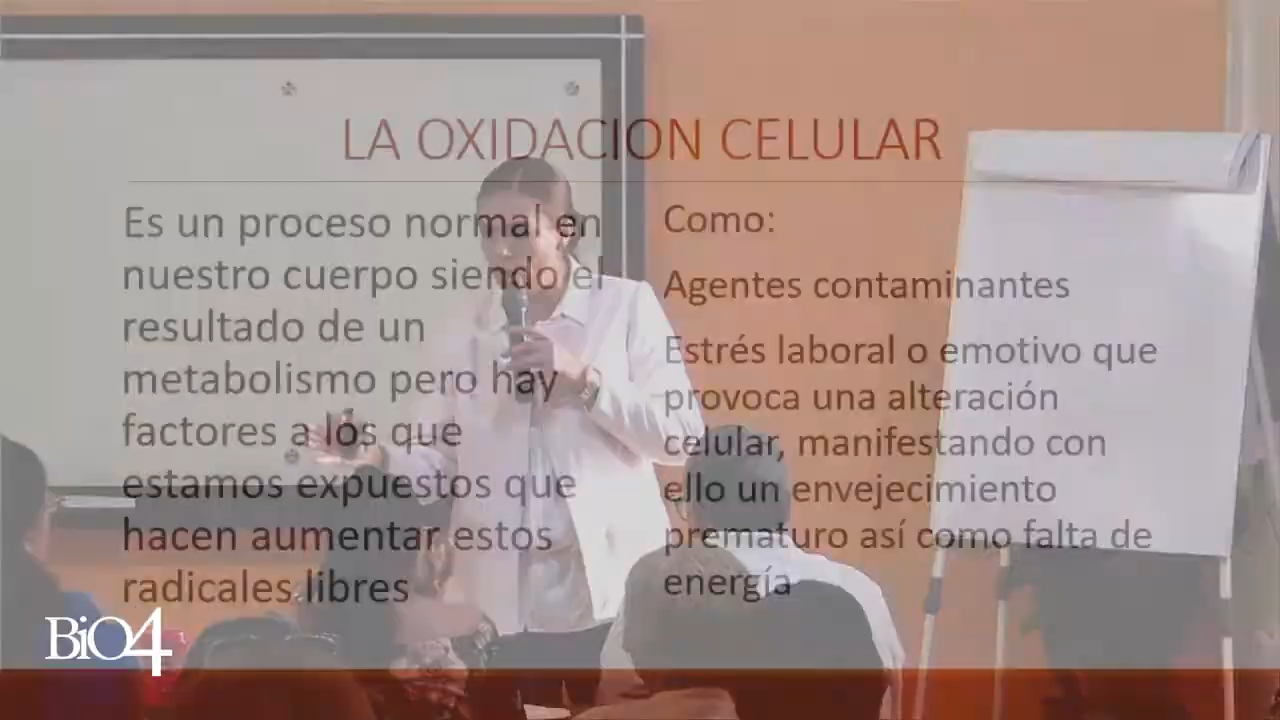 LA OXIDACION CELULAR
Es un proceso normal en
nuestro cuerpo siendo el
resultado de un
metabolismo pero hay
factores a los que
estamos expuestos que
hacen aumentar estos
radicales libres
Como:
Agentes contaminantes
Estrés laboral o emotivo que
provoca una alteración
celular, manifestando con
ello un envejecimiento
prematuro así como falta de
energía
BiO4